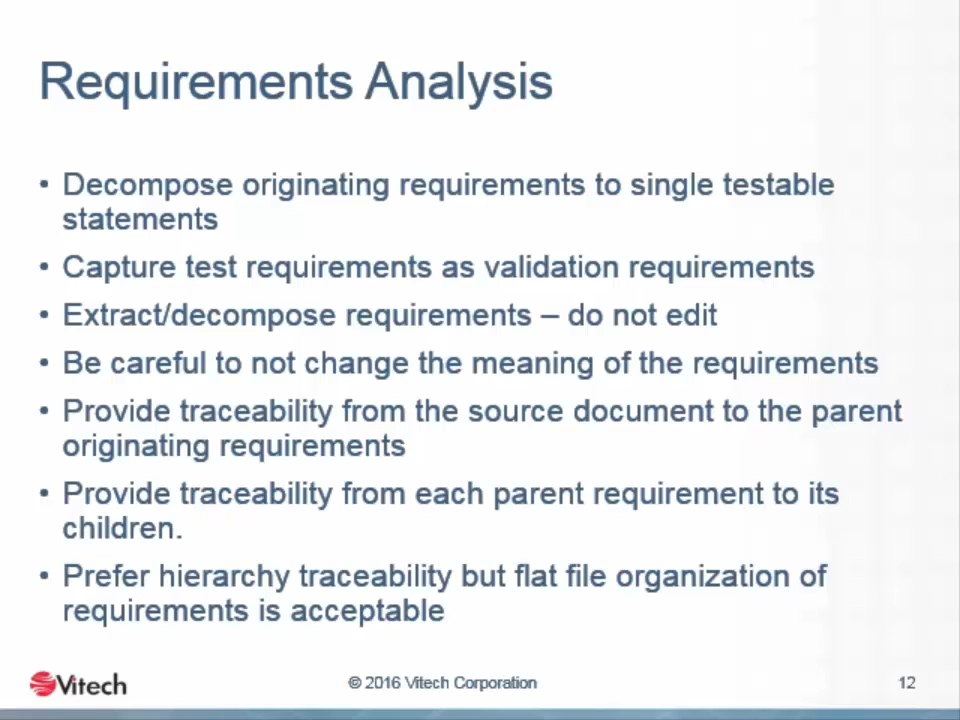 Requirements Analysis
• Decompose originating requirements to single testable
statements
• Capture test requirements as validation requirements
• Extract/decompose requirements – do not edit
• Be careful to not change the meaning of the requirements
• Provide traceability from the source document to the parent
originating requirements
• Provide traceability from each parent requirement to its
children.
• Prefer hierarchy traceability but flat file organization of
requirements is acceptable
Vitech
© 2016 Vitech Corporation
12